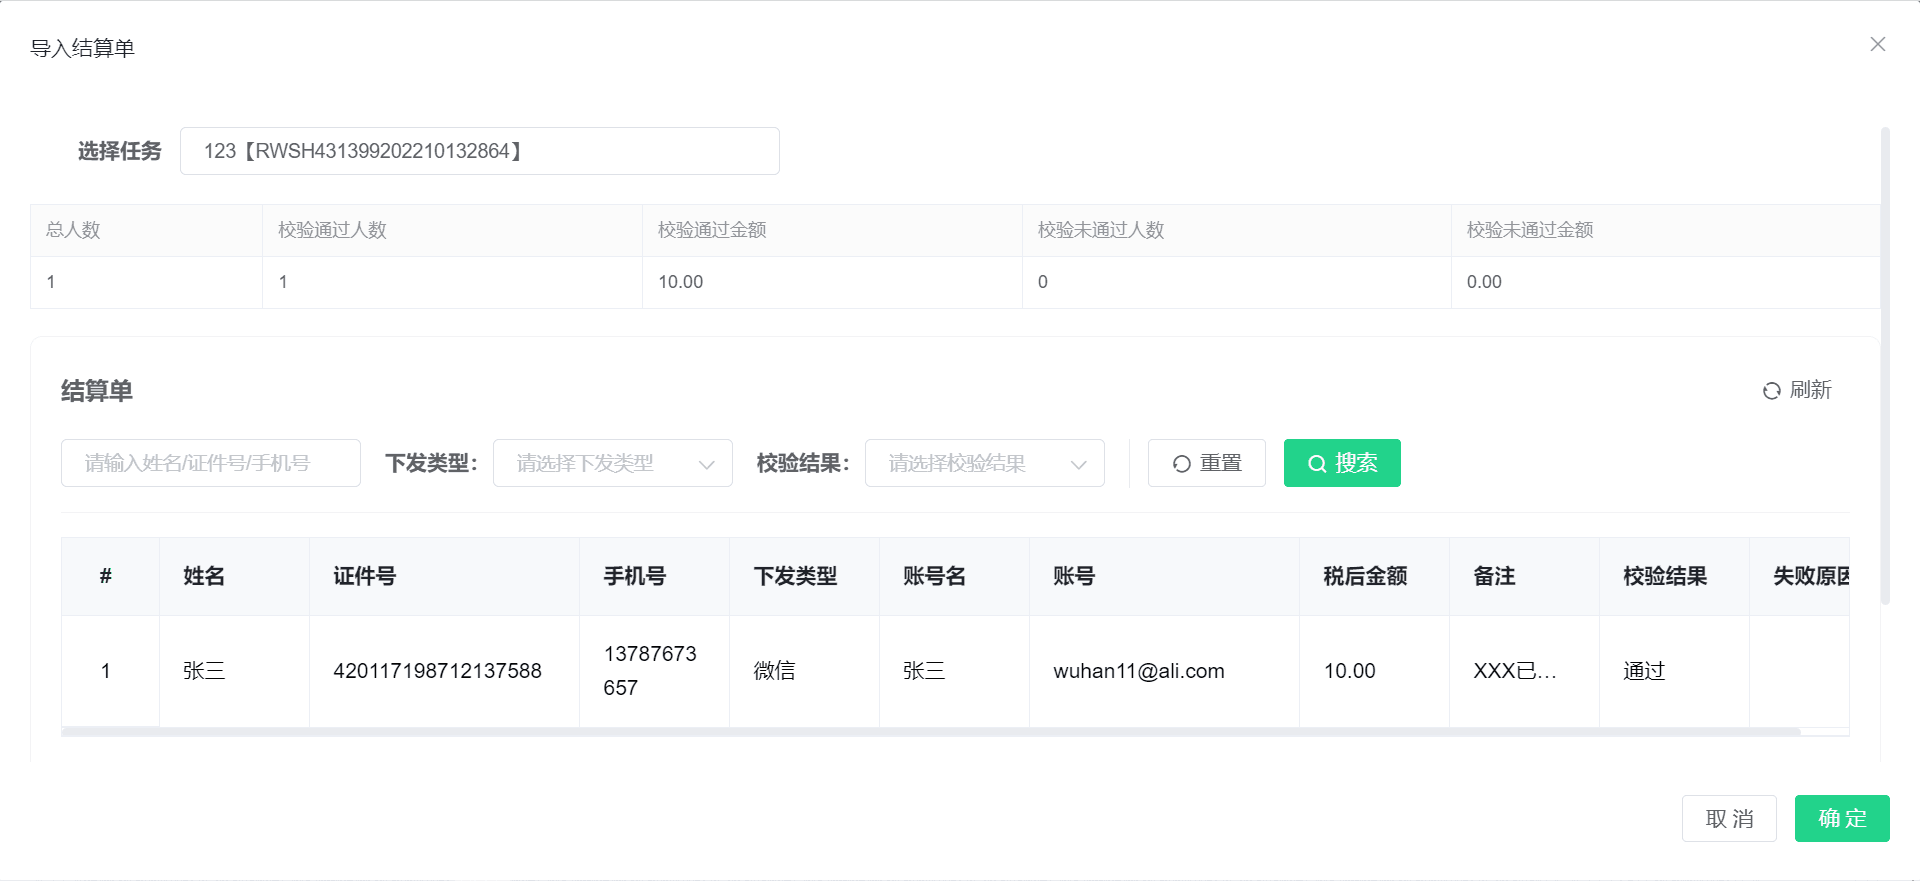 导入结算单
选择任务 123【RWSH431399202210132864】
总人数 校验通过人数 校验通过金额 校验未通过人数 校验未通过金额
1 1 10.00 0 0.00
结算单 刷新
请输入姓名/证件号/手机号 下发类型: 请选择下发类型 校验结果: 请选择校验结果 重置 搜索
# 姓名 证件号 手机号 下发类型 账号名 账号 税后金额 备注 校验结果 失败原因
1 张三 420117198712137588 13787673 微信 张三 wuhan11@ali.com 10.00 XXX已... 通过
657
取 消 确 定